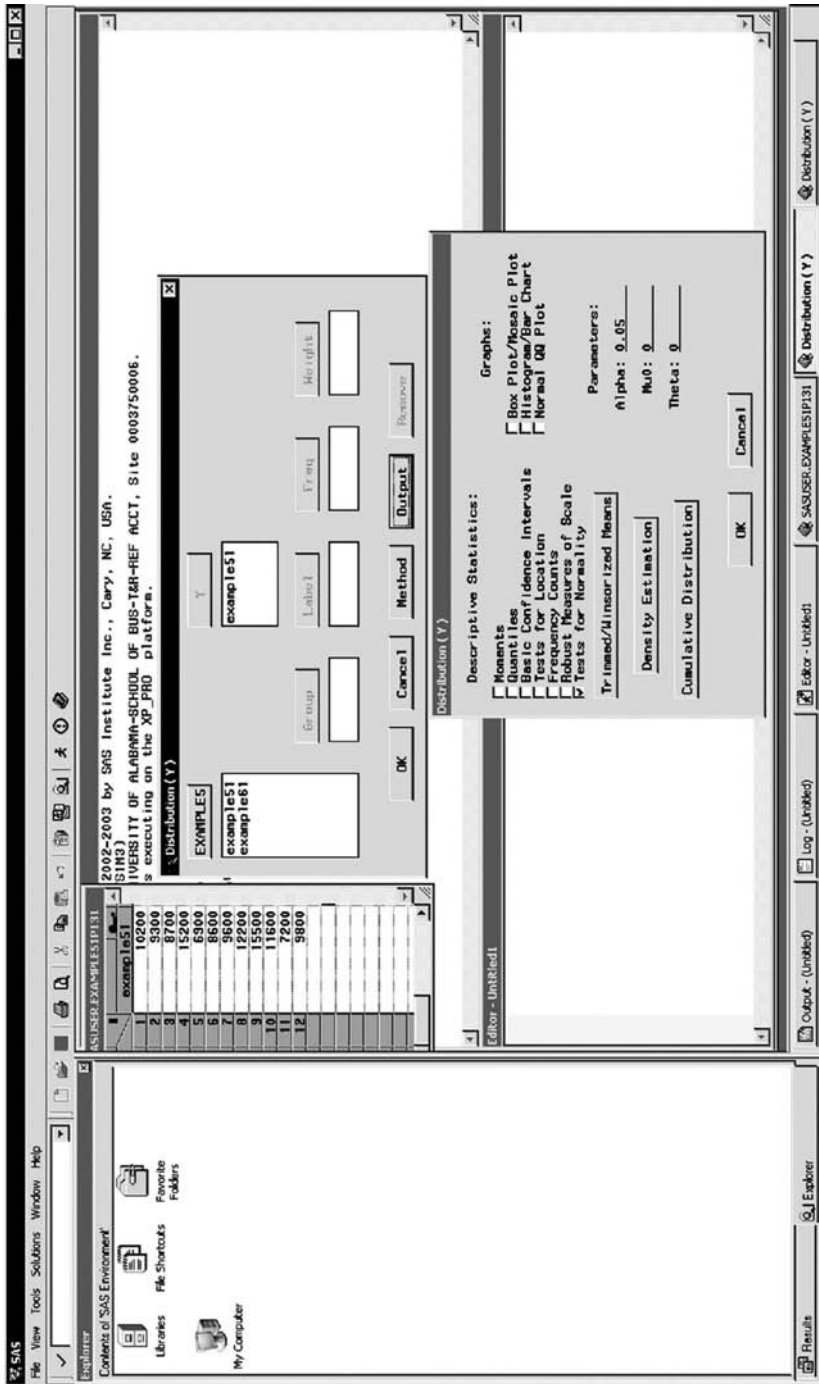 SAS
File View Tools Solutions Window Help
Explorer
Contents of 'SAS Environment'
Libraries
File Shortcuts
Favorite Folders
My Computer
ASUSER.EXAMPLE51P131
example51
1 10200
2 9300
3 8700
4 15200
5 6900
6 8600
7 9600
8 12200
9 15500
10 11600
11 7200
12 9800
2002-2003 by SAS Institute Inc., Cary, NC, USA.
SIM3)
IVERSITY OF ALABAMA-SCHOOL OF BUS-T&R-REF ACCT, Site 0003750006.
s executing on the XP_PRO platform.
Distribution ( Y )
EXAMPLE5
Y
example51
example61
example51
Group
Label
Freq
Weight
OK
Cancel
Method
Output
Remove
Editor - Untitled1
Distribution ( Y )
Descriptive Statistics:
Moments
Quantiles
Basic Confidence Intervals
Tests for Location
Frequency Counts
Robust Measures of Scale
Tests for Normality
Trimmed/Winsorized Means
Density Estimation
Cumulative Distribution
Graphs:
Box Plot/Mosaic Plot
Histogram/Bar Chart
Normal QQ Plot
Parameters:
Alpha: 0.05
Mu0: 0
Theta: 0
OK
Cancel
Results
Explorer
Output - (Untitled)
Log - (Untitled)
Editor - Untitled1
SASUSER.EXAMPLE51P131
Distribution ( Y )
Distribution ( Y )